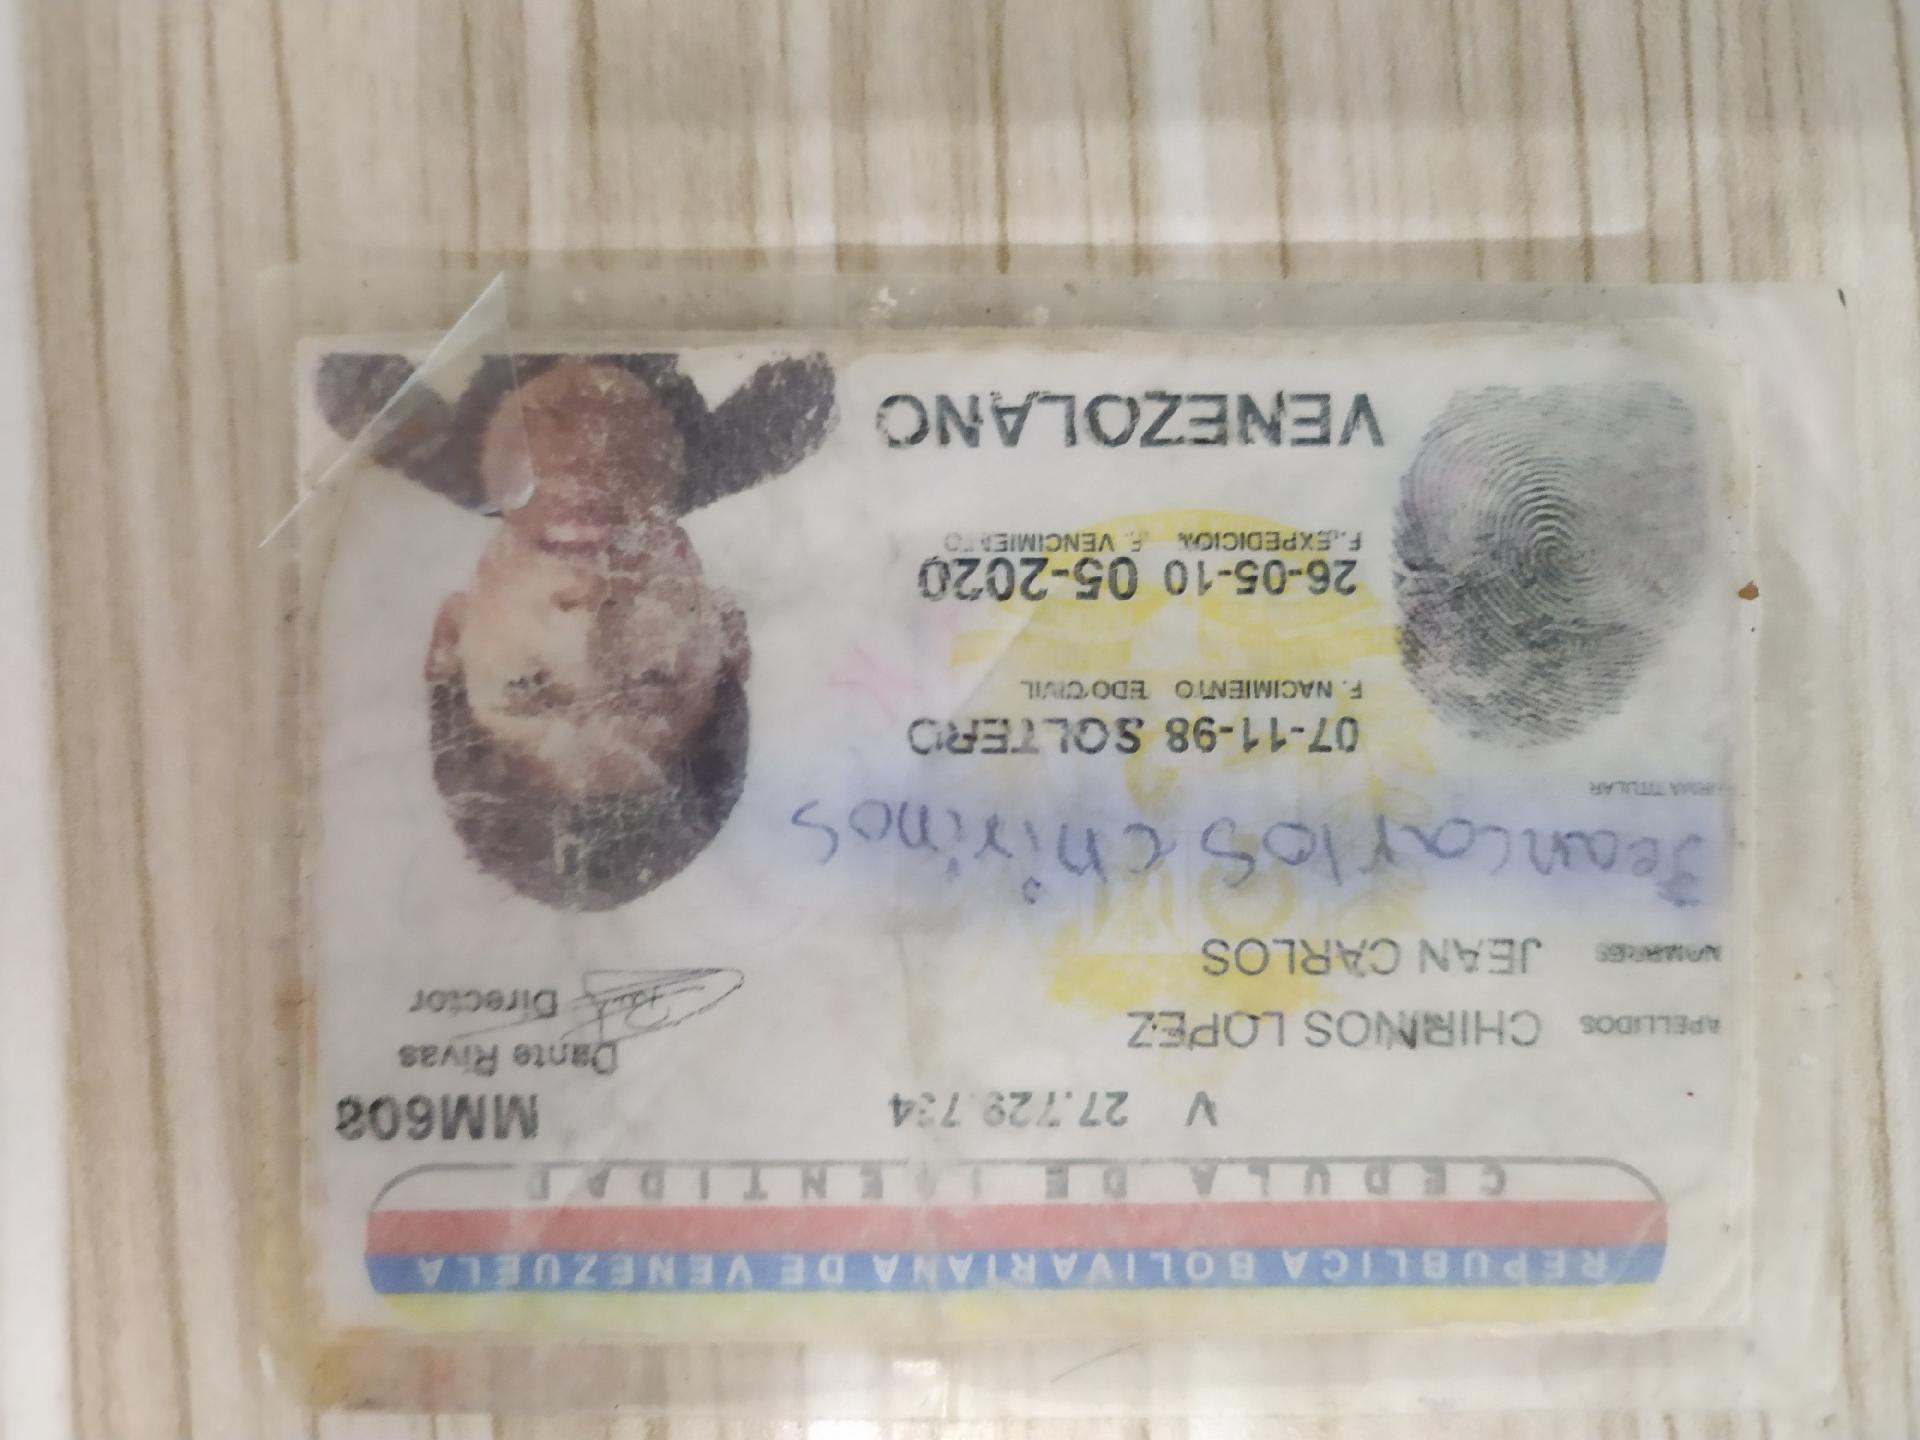 REPUBLICA BOLIVARIANA DE VENEZUELA
CEDULA DE IDENTIDAD
V 27.729.734
MM608
APELLIDOS CHIRINOS LOPEZ
Dante Rivas
Director
NOMBRES JEAN CARLOS
Jean carlos chirinos
FIRMA TITULAR
07-11-98 SOLTERO
F. NACIMIENTO EDO CIVIL
26-05-10 05-2020
F. EXPEDICION F. VENCIMIENTO
VENEZOLANO